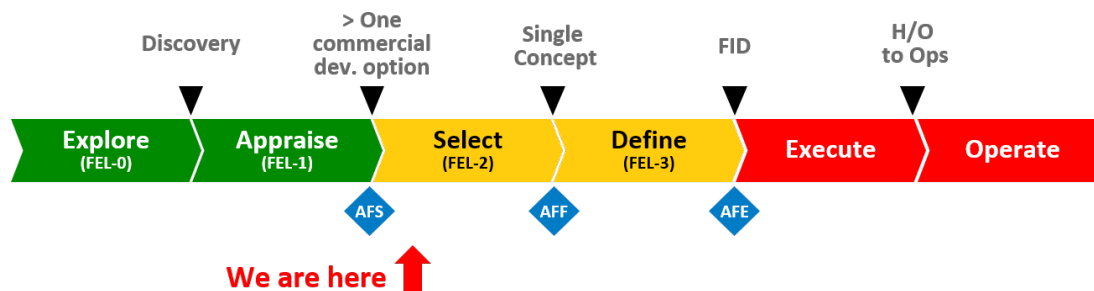 Discovery
> One
commercial
dev. option
Single
Concept
FID
H/O
to Ops
Explore
(FEL-0)
Appraise
(FEL-1)
Select
(FEL-2)
Define
(FEL-3)
Execute
Operate
AFS
AFF
AFE
We are here